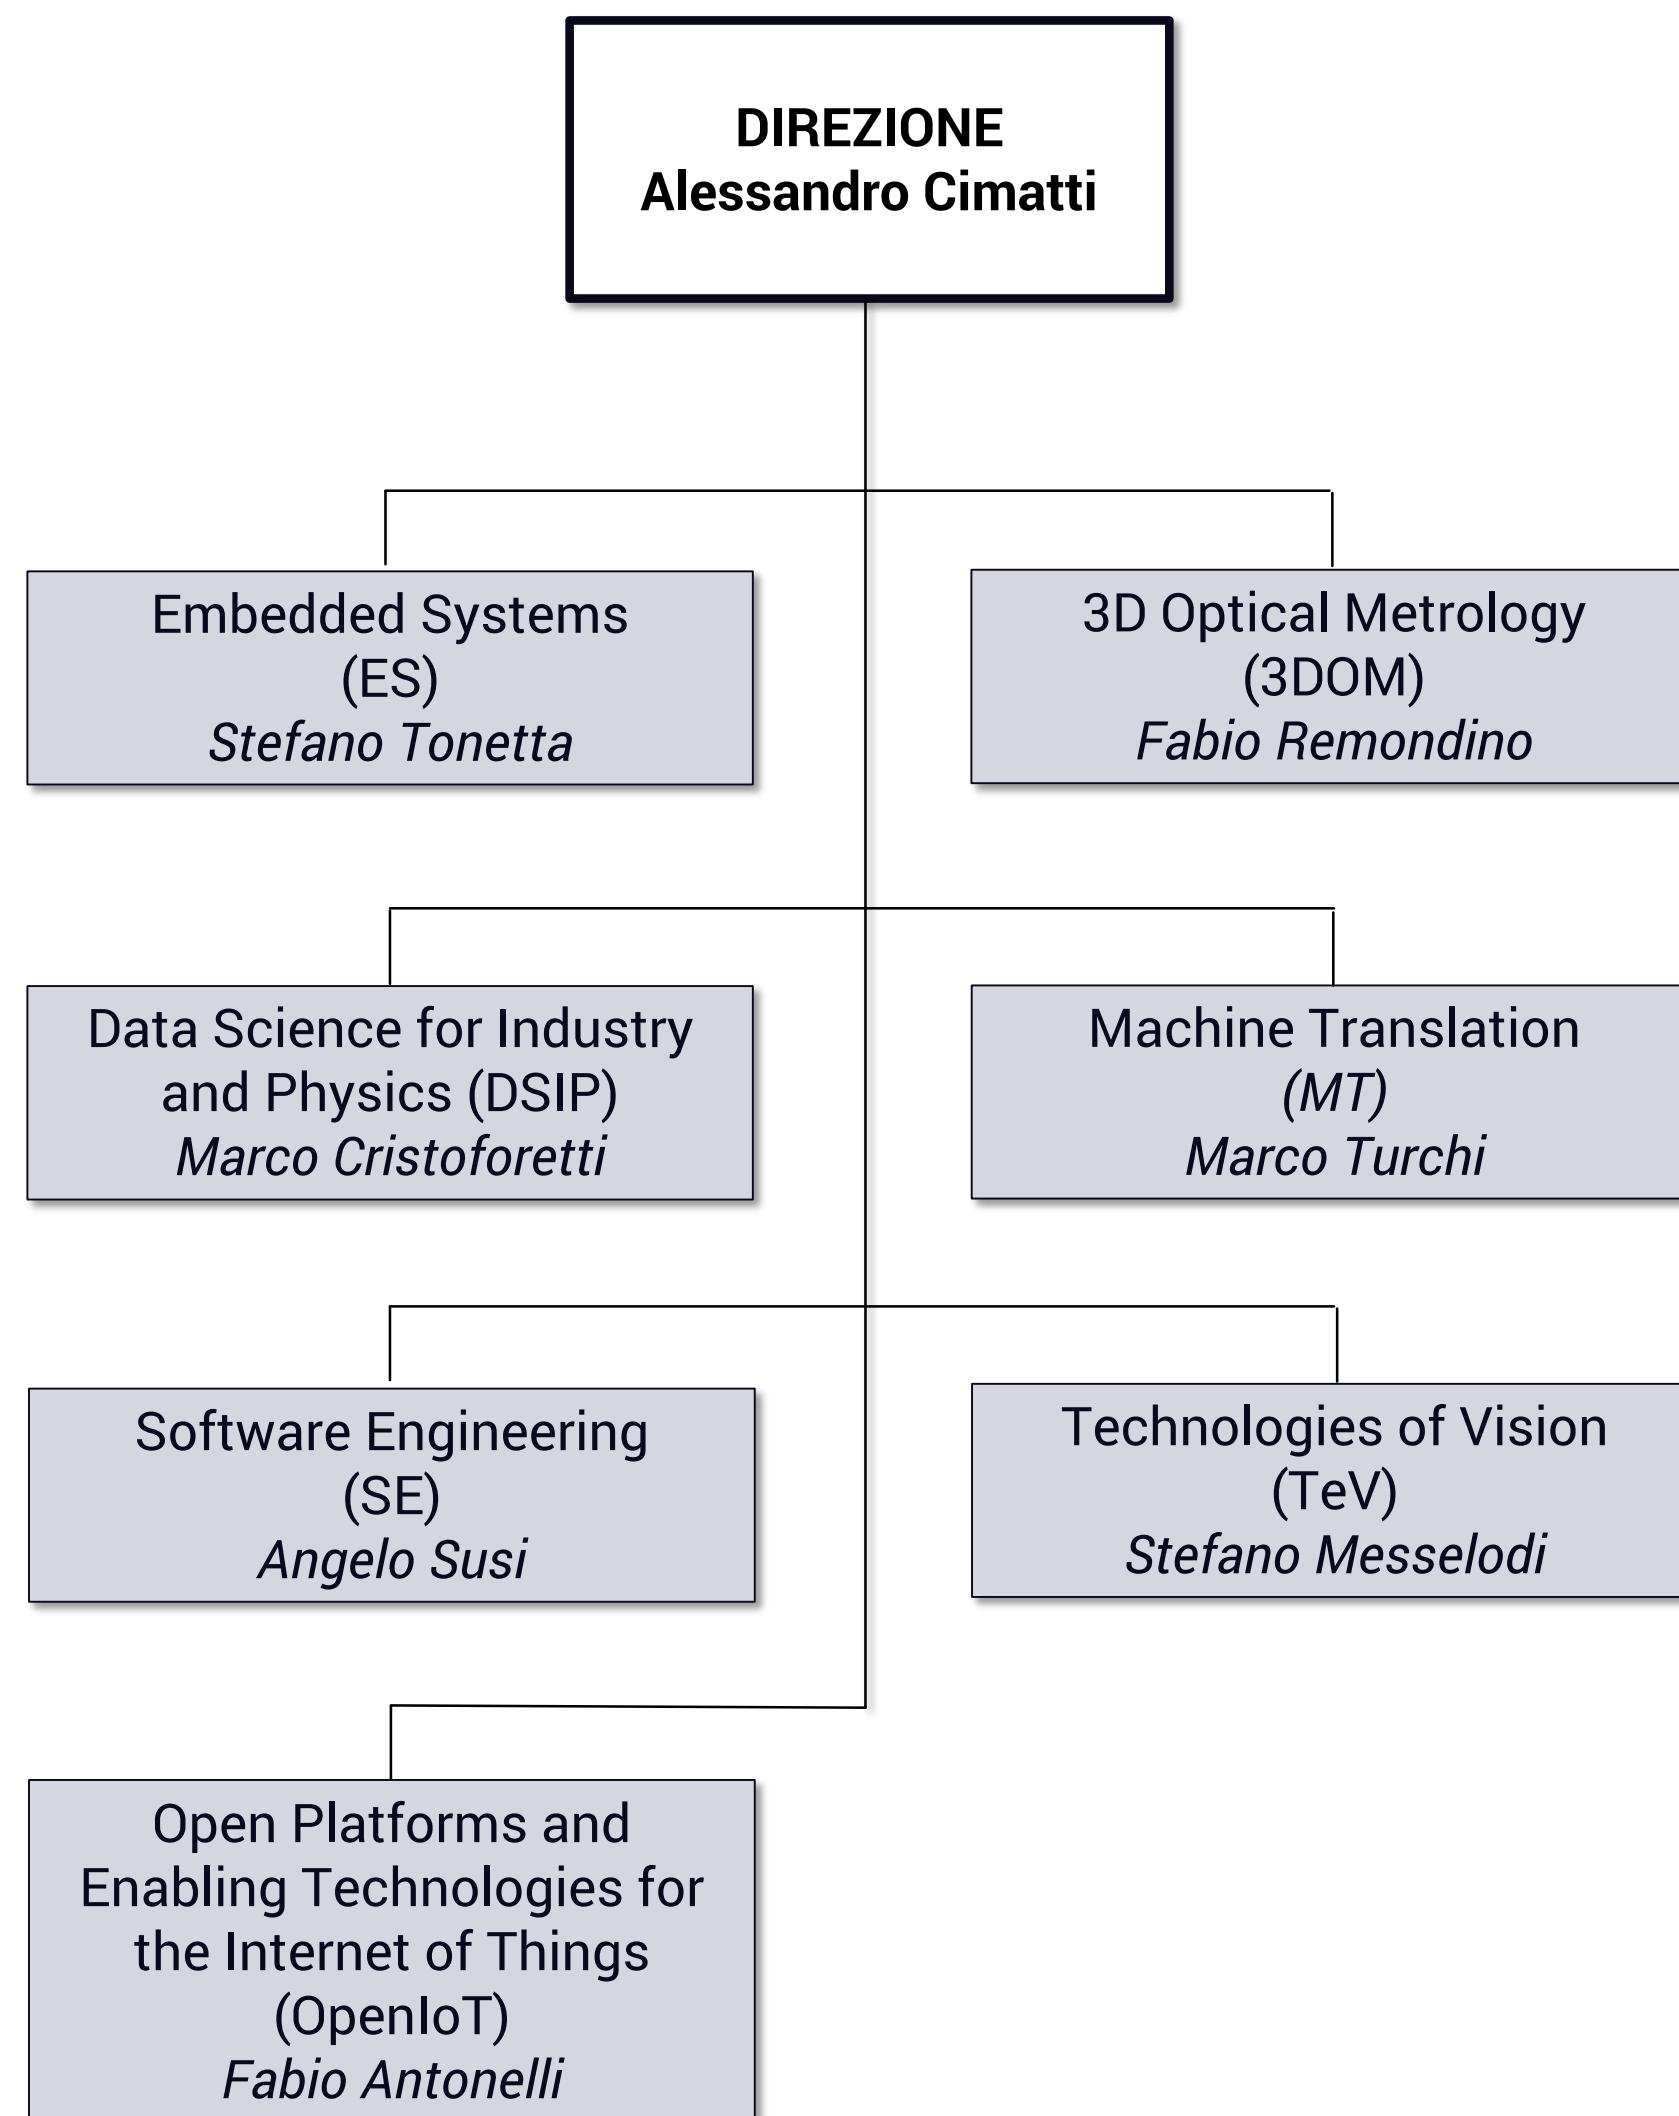 DIREZIONE
Alessandro Cimatti
Embedded Systems
(ES)
Stefano Tonetta
3D Optical Metrology
(3DOM)
Fabio Remondino
Data Science for Industry
and Physics (DSIP)
Marco Cristoforetti
Machine Translation
(MT)
Marco Turchi
Software Engineering
(SE)
Angelo Susi
Technologies of Vision
(TeV)
Stefano Messelodi
Open Platforms and
Enabling Technologies for
the Internet of Things
(OpenIoT)
Fabio Antonelli